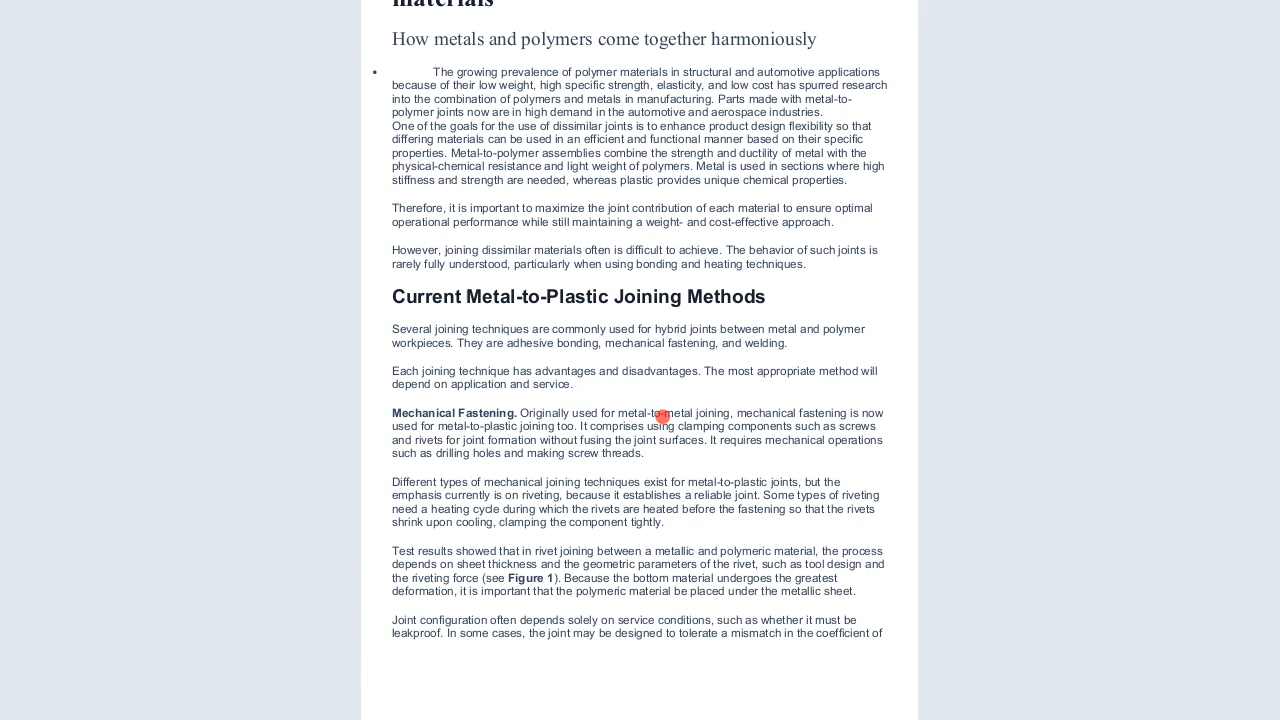 materials
How metals and polymers come together harmoniously
• The growing prevalence of polymer materials in structural and automotive applications
because of their low weight, high specific strength, elasticity, and low cost has spurred research
into the combination of polymers and metals in manufacturing. Parts made with metal-to-
polymer joints now are in high demand in the automotive and aerospace industries.
One of the goals for the use of dissimilar joints is to enhance product design flexibility so that
differing materials can be used in an efficient and functional manner based on their specific
properties. Metal-to-polymer assemblies combine the strength and ductility of metal with the
physical-chemical resistance and light weight of polymers. Metal is used in sections where high
stiffness and strength are needed, whereas plastic provides unique chemical properties.
Therefore, it is important to maximize the joint contribution of each material to ensure optimal
operational performance while still maintaining a weight- and cost-effective approach.
However, joining dissimilar materials often is difficult to achieve. The behavior of such joints is
rarely fully understood, particularly when using bonding and heating techniques.
Current Metal-to-Plastic Joining Methods
Several joining techniques are commonly used for hybrid joints between metal and polymer
workpieces. They are adhesive bonding, mechanical fastening, and welding.
Each joining technique has advantages and disadvantages. The most appropriate method will
depend on application and service.
Mechanical Fastening. Originally used for metal-to-metal joining, mechanical fastening is now
used for metal-to-plastic joining too. It comprises using clamping components such as screws
and rivets for joint formation without fusing the joint surfaces. It requires mechanical operations
such as drilling holes and making screw threads.
Different types of mechanical joining techniques exist for metal-to-plastic joints, but the
emphasis currently is on riveting, because it establishes a reliable joint. Some types of riveting
need a heating cycle during which the rivets are heated before the fastening so that the rivets
shrink upon cooling, clamping the component tightly.
Test results showed that in rivet joining between a metallic and polymeric material, the process
depends on sheet thickness and the geometric parameters of the rivet, such as tool design and
the riveting force (see Figure 1). Because the bottom material undergoes the greatest
deformation, it is important that the polymeric material be placed under the metallic sheet.
Joint configuration often depends solely on service conditions, such as whether it must be
leakproof. In some cases, the joint may be designed to tolerate a mismatch in the coefficient of